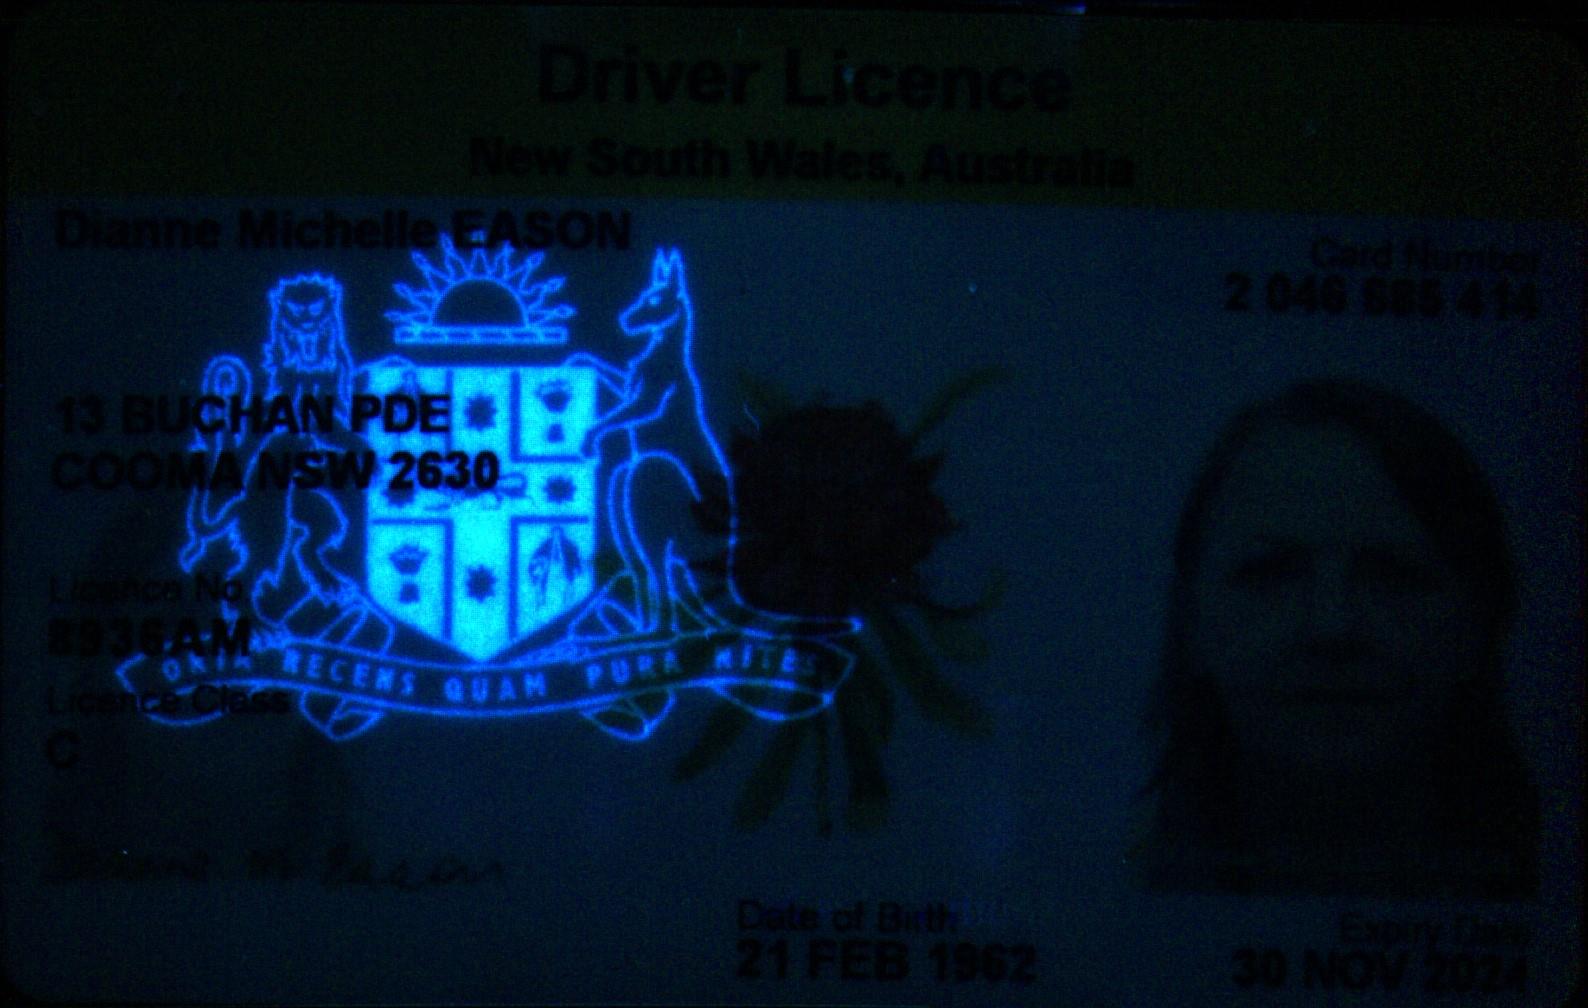 Driver Licence
New South Wales, Australia
Dianne Michelle EASON
Card Number
2 046 685 414
13 BUCHAN PDE
COOMA NSW 2630
Licence No
8936AM
ORTA RECENS QUAM PURA NITES
Licence Class
C
Dianne M Eason
Date of Birth
21 FEB 1962
Expiry Date
30 NOV 2024